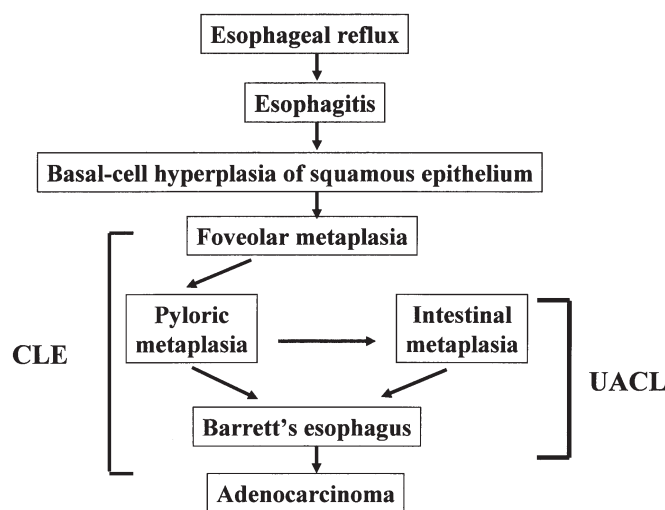 Esophageal reflux
Esophagitis
Basal-cell hyperplasia of squamous epithelium
Foveolar metaplasia
Pyloric
metaplasia
Intestinal
metaplasia
CLE
UACL
Barrett's esophagus
Adenocarcinoma